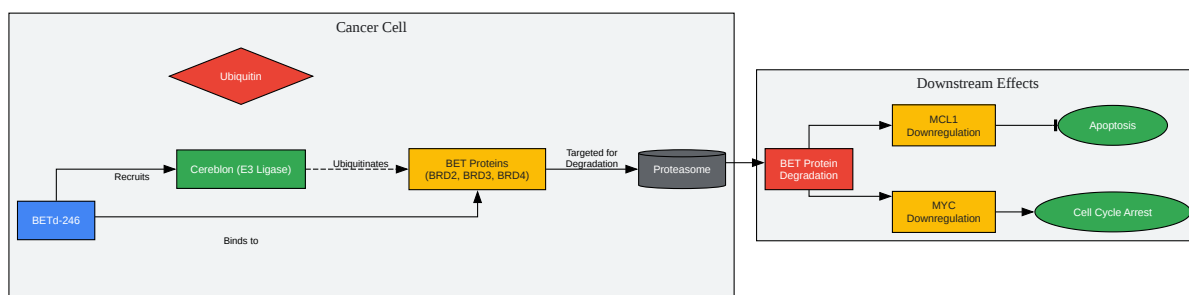 Cancer Cell
Ubiquitin
Cereblon (E3 Ligase)
Recruits
Ubiquitinates
BET Proteins
(BRD2, BRD3, BRD4)
Targeted for
Degradation
Proteasome
BETd-246
Binds to
Downstream Effects
MCL1
Downregulation
Apoptosis
BET Protein
Degradation
MYC
Downregulation
Cell Cycle Arrest